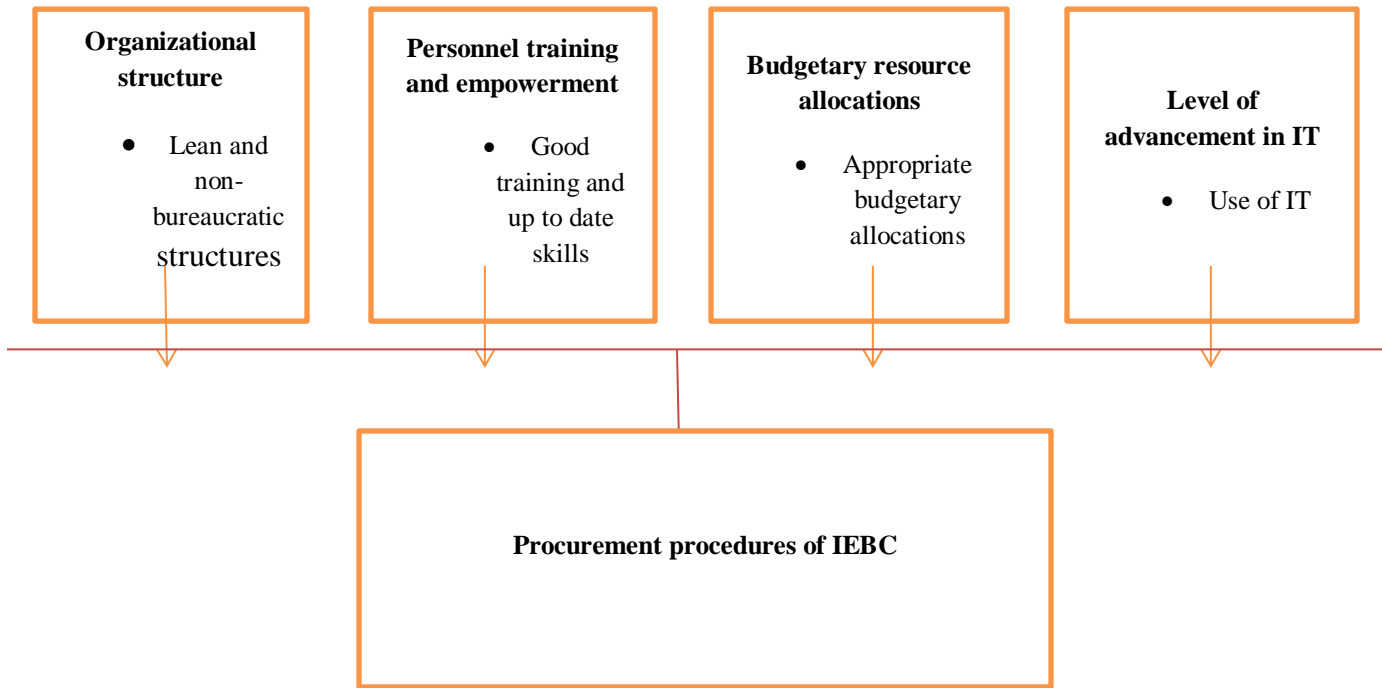 Organizational
structure
• Lean and
non-
bureaucratic
structures
Personnel training
and empowerment
• Good
training and
up to date
skills
Budgetary resource
allocations
• Appropriate
budgetary
allocations
Level of
advancement in IT
• Use of IT
Procurement procedures of IEBC